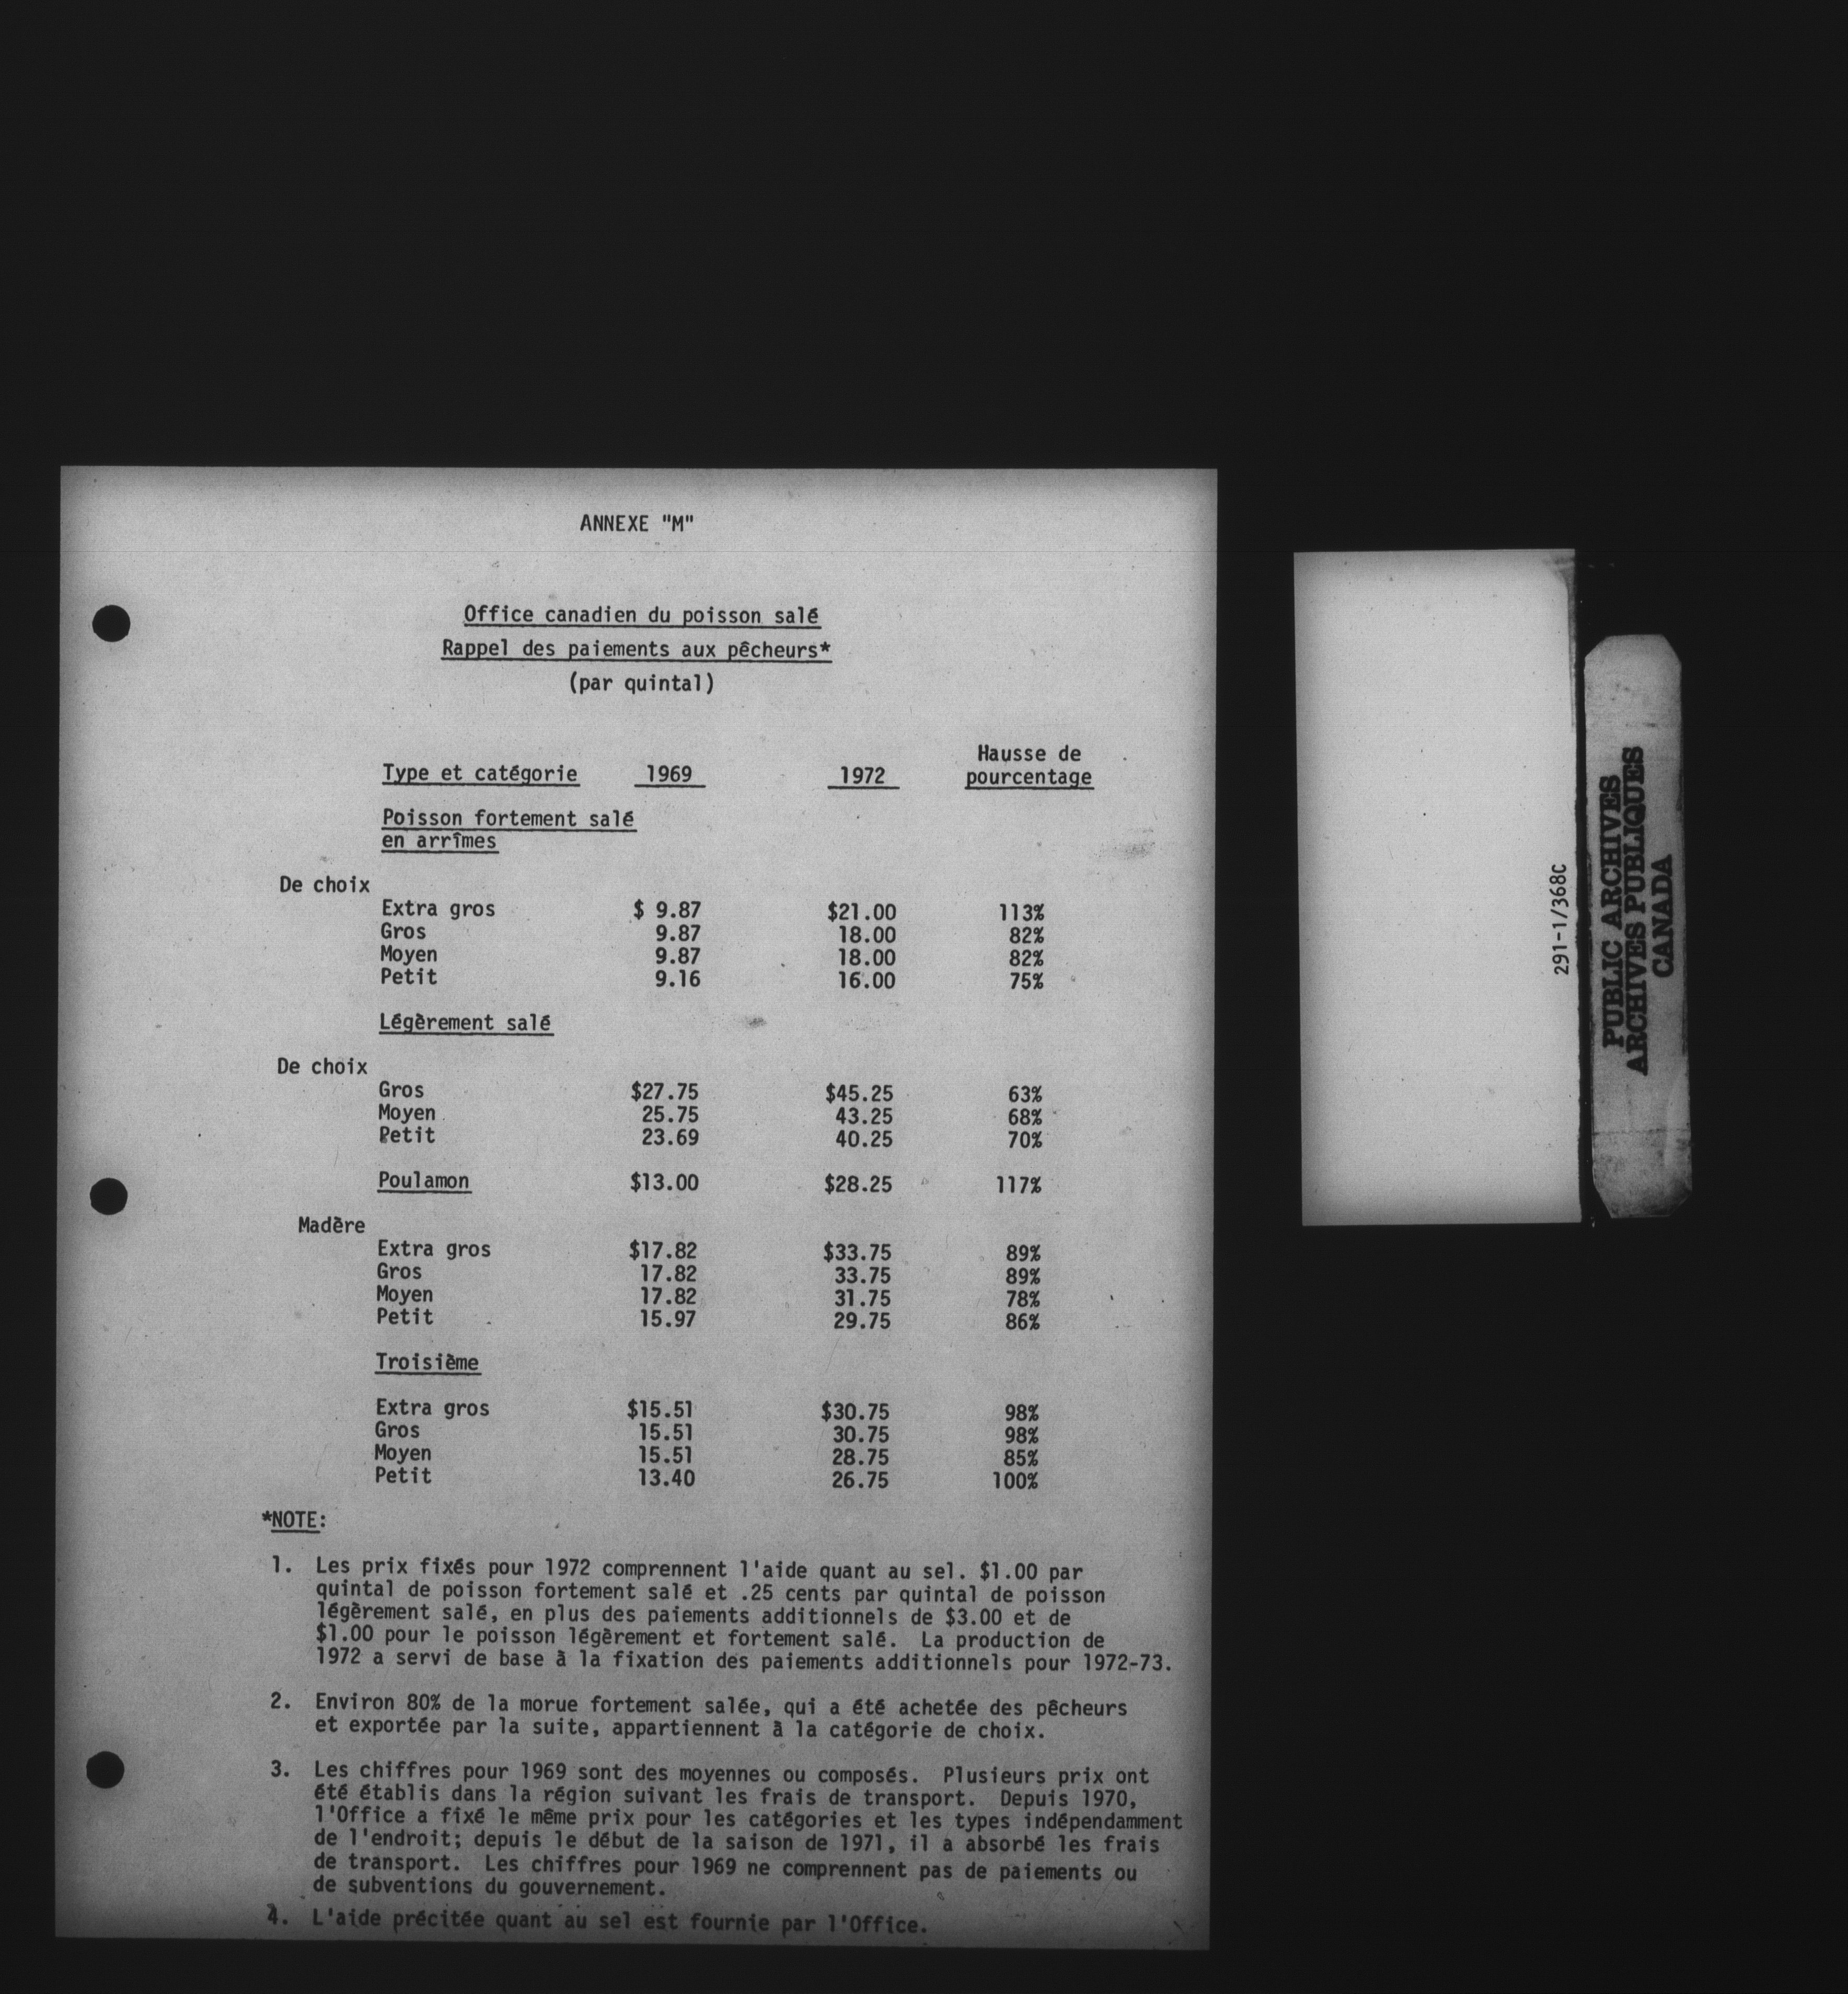 ANNEXE "M"
Office canadien du poisson salé
Rappel des paiements aux pêcheurs*
(par quintal)
Hausse de
Type et catégorie 1969 1972 pourcentage
Poisson fortement salé
en arrîmes
De choix
Extra gros $ 9.87 $21.00 113%
Gros 9.87 18.00 82%
Moyen 9.87 18.00 82%
Petit 9.16 16.00 75%
Légèrement salé
De choix
Gros $27.75 $45.25 63%
Moyen 25.75 43.25 68%
Petit 23.69 40.25 70%
Poulamon $13.00 $28.25 117%
Madère
Extra gros $17.82 $33.75 89%
Gros 17.82 33.75 89%
Moyen 17.82 31.75 78%
Petit 15.97 29.75 86%
Troisième
Extra gros $15.51 $30.75 98%
Gros 15.51 30.75 98%
Moyen 15.51 28.75 85%
Petit 13.40 26.75 100%
*NOTE:
1. Les prix fixés pour 1972 comprennent l'aide quant au sel. $1.00 par
quintal de poisson fortement salé et .25 cents par quintal de poisson
légèrement salé, en plus des paiements additionnels de $3.00 et de
$1.00 pour le poisson légèrement et fortement salé. La production de
1972 a servi de base à la fixation des paiements additionnels pour 1972-73.
2. Environ 80% de la morue fortement salée, qui a été achetée des pêcheurs
et exportée par la suite, appartiennent à la catégorie de choix.
3. Les chiffres pour 1969 sont des moyennes ou composés. Plusieurs prix ont
été établis dans la région suivant les frais de transport. Depuis 1970,
l'Office a fixé le même prix pour les catégories et les types indépendamment
de l'endroit; depuis le début de la saison de 1971, il a absorbé les frais
de transport. Les chiffres pour 1969 ne comprennent pas de paiements ou
de subventions du gouvernement.
4. L'aide précitée quant au sel est fournie par l'Office.
291-1/368C
PUBLIC ARCHIVES
ARCHIVES PUBLIQUES
CANADA